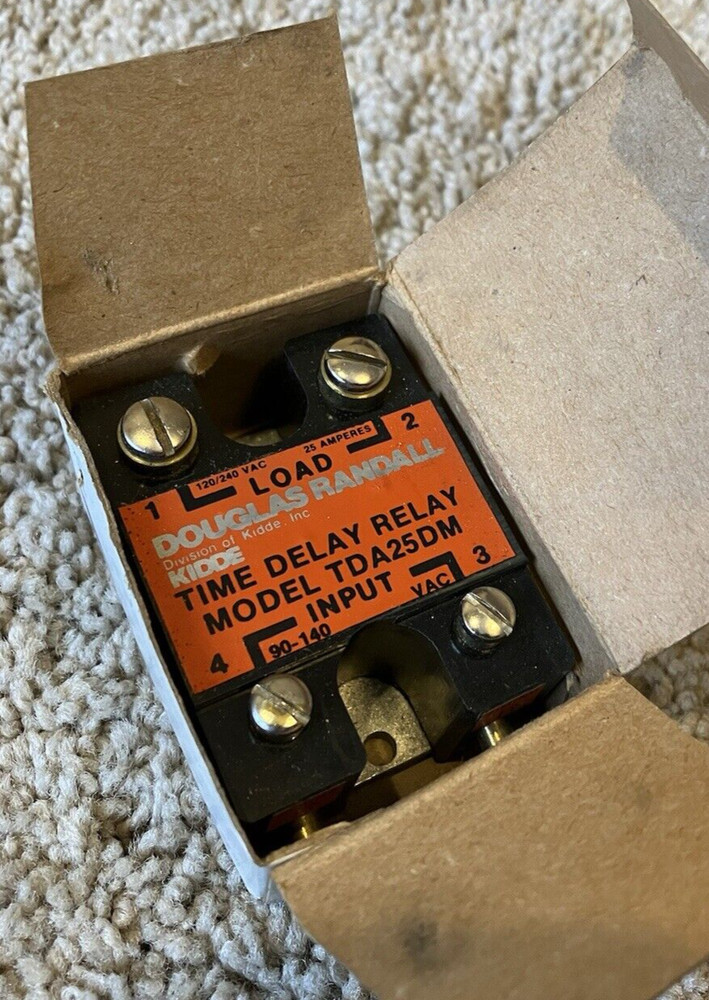 120/240 VAC 25 AMPERES
1 LOAD 2
DOUGLAS RANDALL
Division of Kidde, Inc
KIDDE
TIME DELAY RELAY
MODEL TDA25DM
INPUT 3
4 90-140 VAC